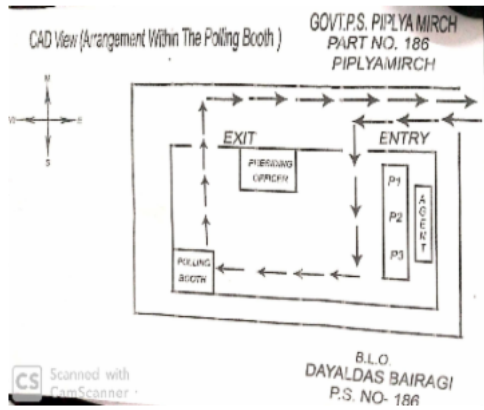 CAD View (Arrangement Within The Polling Booth )
GOVT.P.S. PIPLYA MIRCH
PART NO. 186
PIPLYAMIRCH
N
W
E
S
EXIT
ENTRY
PRESIDING
OFFICER
P1
P2
P3
AGENT
POLLING
BOOTH
B.L.O.
DAYALDAS BAIRAGI
P.S. NO- 186
CS Scanned with
CamScanner